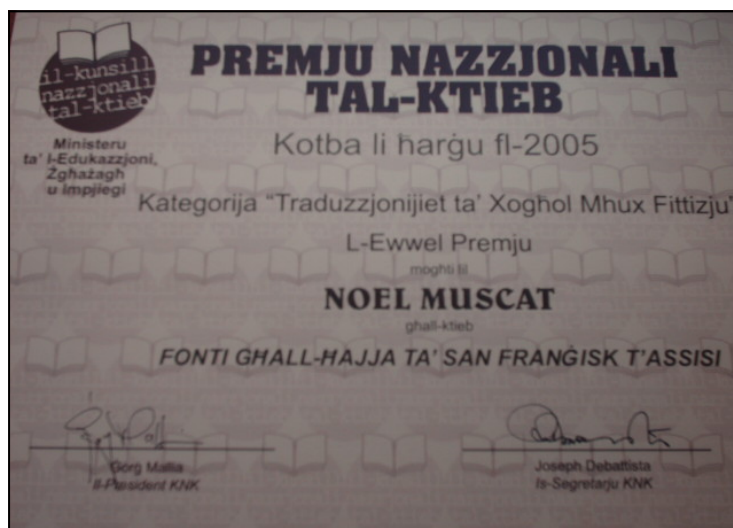 il-kunsill
nazzjonali
tal-ktieb
Ministeru
ta' l-Edukazzjoni,
Żgħażagħ
u Impjiegi
PREMJU NAZZJONALI
TAL-KTIEB
Kotba li ħarġu fl-2005
Kategorija "Traduzzjonijiet ta' Xogħol Mhux Fittizju"
L-Ewwel Premju
mogħti lil
NOEL MUSCAT
għall-ktieb
FONTI GĦALL-ĦAJJA TA' SAN FRANĠISK T'ASSISI
Ġorġ Mallia
Il-President KNK
Joseph Debattista
Is-Segretarju KNK